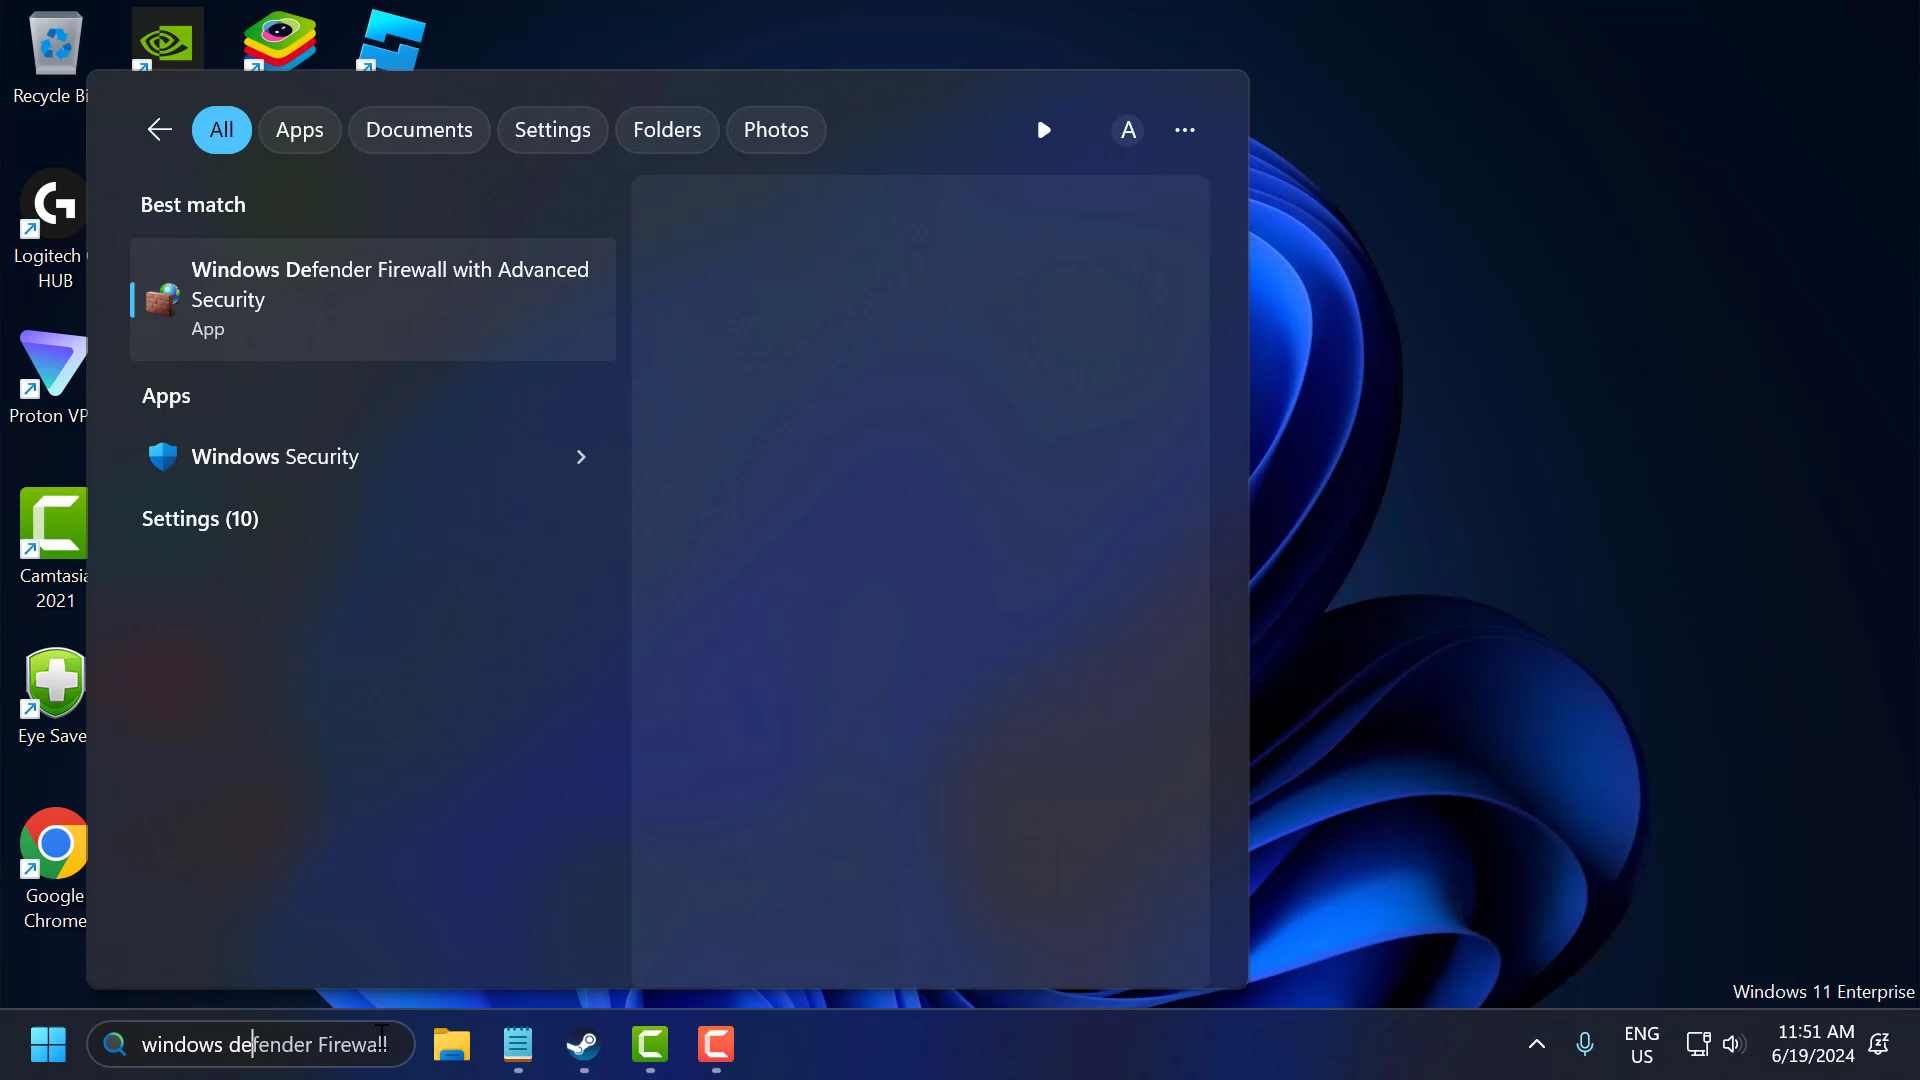 Recycle Bi
All
Apps
Documents
Settings
Folders
Photos
A
Best match
Windows Defender Firewall with Advanced
Security
App
Apps
Windows Security
Settings (10)
Logitech
HUB
Proton VP
Camtasia
2021
Eye Save
Google
Chrome
Windows 11 Enterprise
windows defender Firewall
ENG
US
11:51 AM
6/19/2024